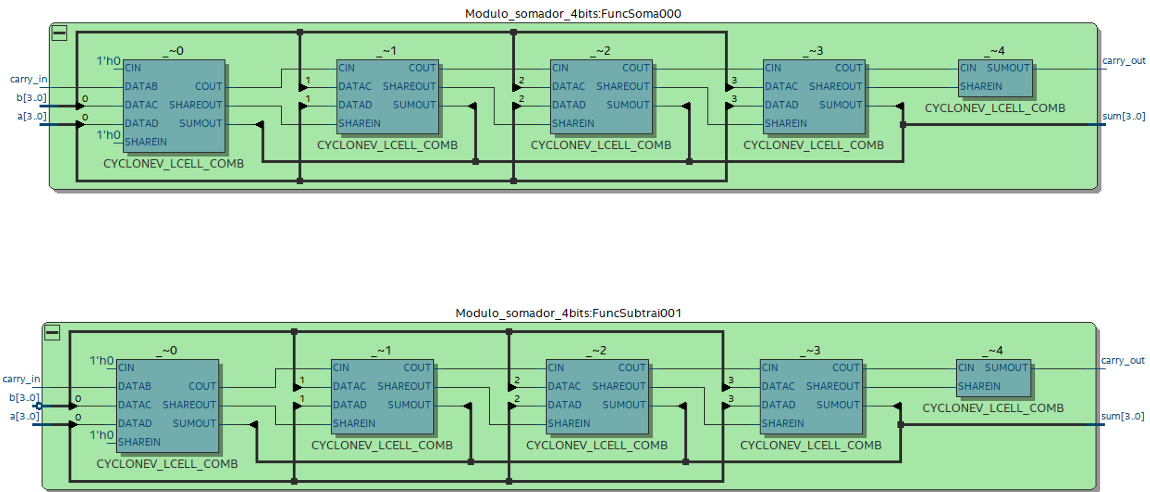 Modulo_somador_4bits:FuncSoma000
_~0 _~1 _~2 _~3 _~4
1'h0 CIN CIN COUT CIN COUT CIN COUT CIN SUMOUT carry_out
carry_in DATAB COUT 1 DATAC SHAREOUT 2 DATAC SHAREOUT 3 DATAC SHAREOUT SHAREIN
b[3..0] 0 DATAC SHAREOUT 1 DATAD SUMOUT 2 DATAD SUMOUT 3 DATAD SUMOUT CYCLONEV_LCELL_COMB
a[3..0] 0 DATAD SUMOUT SHAREIN SHAREIN SHAREIN sum[3..0]
1'h0 SHAREIN CYCLONEV_LCELL_COMB CYCLONEV_LCELL_COMB CYCLONEV_LCELL_COMB
CYCLONEV_LCELL_COMB
Modulo_somador_4bits:FuncSubtrai001
_~0 _~1 _~2 _~3 _~4
1'h0 CIN CIN COUT CIN COUT CIN COUT CIN SUMOUT carry_out
carry_in DATAB COUT 1 DATAC SHAREOUT 2 DATAC SHAREOUT 3 DATAC SHAREOUT SHAREIN
b[3..0] 0 DATAC SHAREOUT 1 DATAD SUMOUT 2 DATAD SUMOUT 3 DATAD SUMOUT CYCLONEV_LCELL_COMB
a[3..0] 0 DATAD SUMOUT SHAREIN SHAREIN SHAREIN sum[3..0]
1'h0 SHAREIN CYCLONEV_LCELL_COMB CYCLONEV_LCELL_COMB CYCLONEV_LCELL_COMB
CYCLONEV_LCELL_COMB